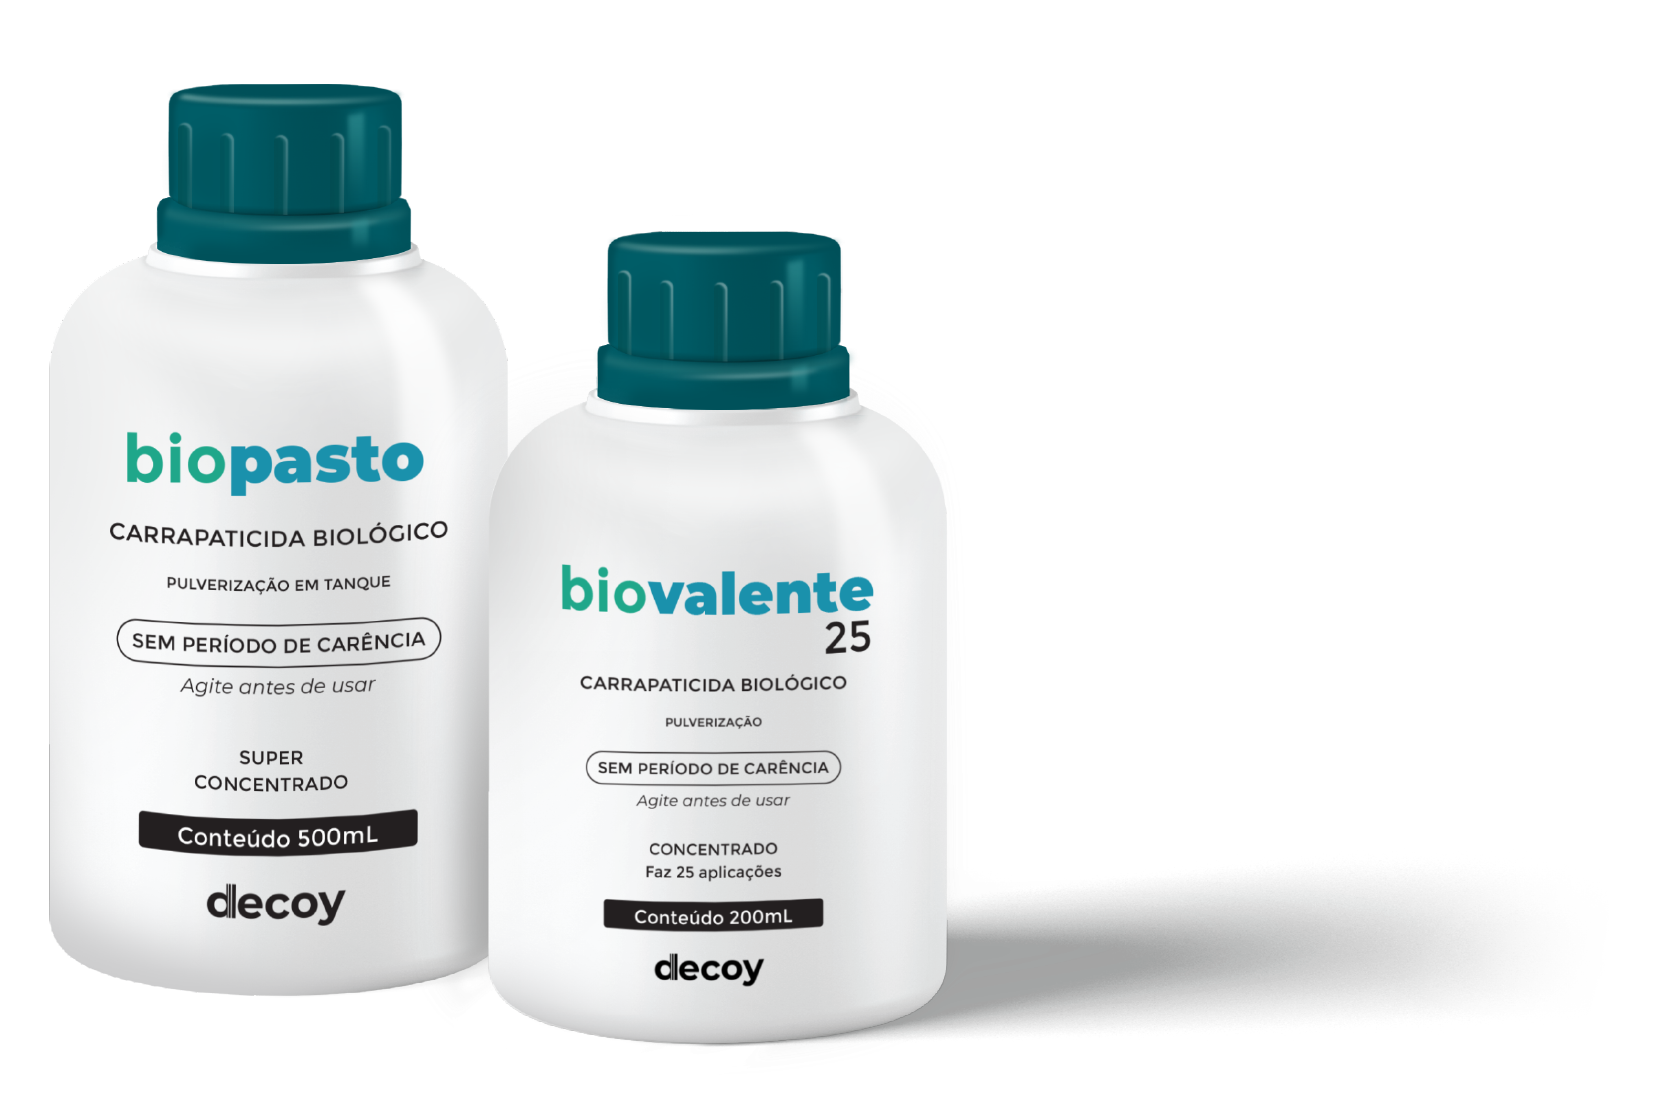 biopasto
CARRAPATICIDA BIOLÓGICO
PULVERIZAÇÃO EM TANQUE
SEM PERÍODO DE CARÊNCIA
Agite antes de usar
SUPER
CONCENTRADO
Conteúdo 500mL
decoy
biovalente
25
CARRAPATICIDA BIOLÓGICO
PULVERIZAÇÃO
SEM PERÍODO DE CARÊNCIA
Agite antes de usar
CONCENTRADO
Faz 25 aplicações
Conteúdo 200mL
decoy